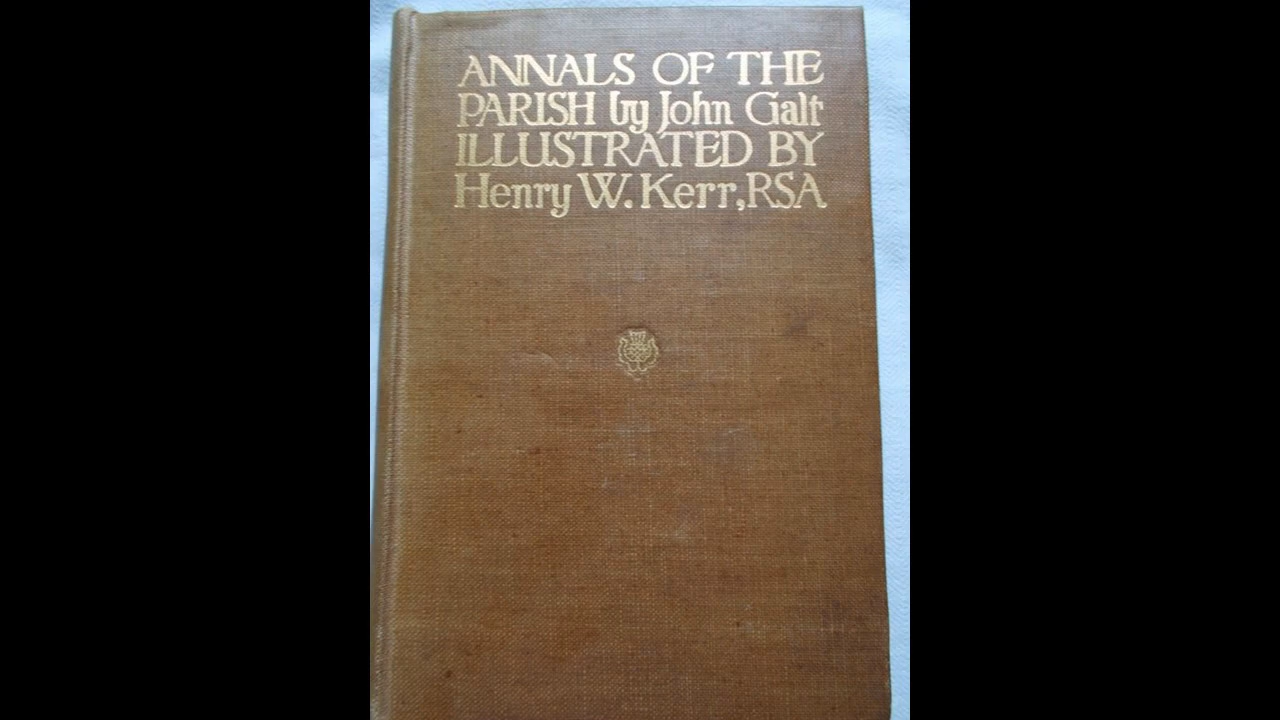 ANNALS OF THE
PARISH by John Galt
ILLUSTRATED BY
Henry W. Kerr, RSA